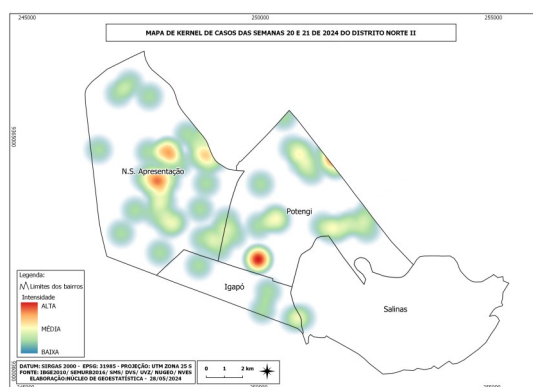 245000 250000 255000
MAPA DE KERNEL DE CASOS DAS SEMANAS 20 E 21 DE 2024 DO DISTRITO NORTE II
N.S. Apresentação
Potengi
Igapó
Salinas
Legenda:
Limites dos bairros
Intensidade
ALTA
MÉDIA
BAIXA
DATUM: SIRGAS 2000 - EPSG: 31985 - PROJEÇÃO: UTM ZONA 25 S
FONTE: IBGE2010/ SEMURB2016/ SMS/ DVS/ UVZ/ NUGEO/ NVES
ELABORAÇÃO:NÚCLEO DE GEOESTATÍSTICA - 28/05/2024
0 1 2 km
245000 250000 255000